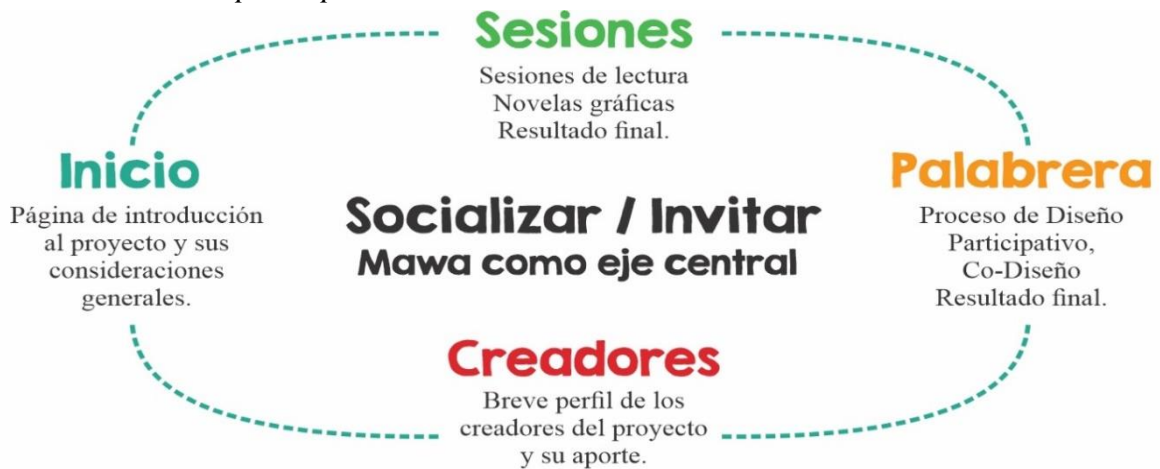 Sesiones
Sesiones de lectura
Novelas gráficas
Resultado final.
Inicio
Página de introducción
al proyecto y sus
consideraciones
generales.
Socializar / Invitar
Mawa como eje central
Palabrera
Proceso de Diseño
Participativo,
Co-Diseño
Resultado final.
Creadores
Breve perfil de los
creadores del proyecto
y su aporte.